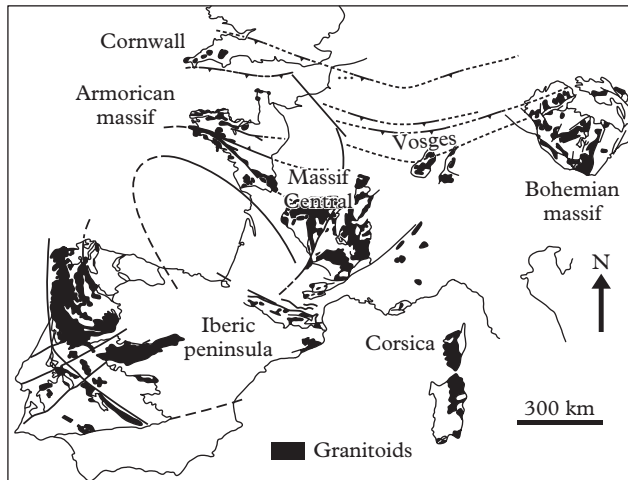 Cornwall
Armorican
massif
Vosges
Massif
Central
Bohemian
massif
N
Iberic
peninsula
Corsica
300 km
Granitoids